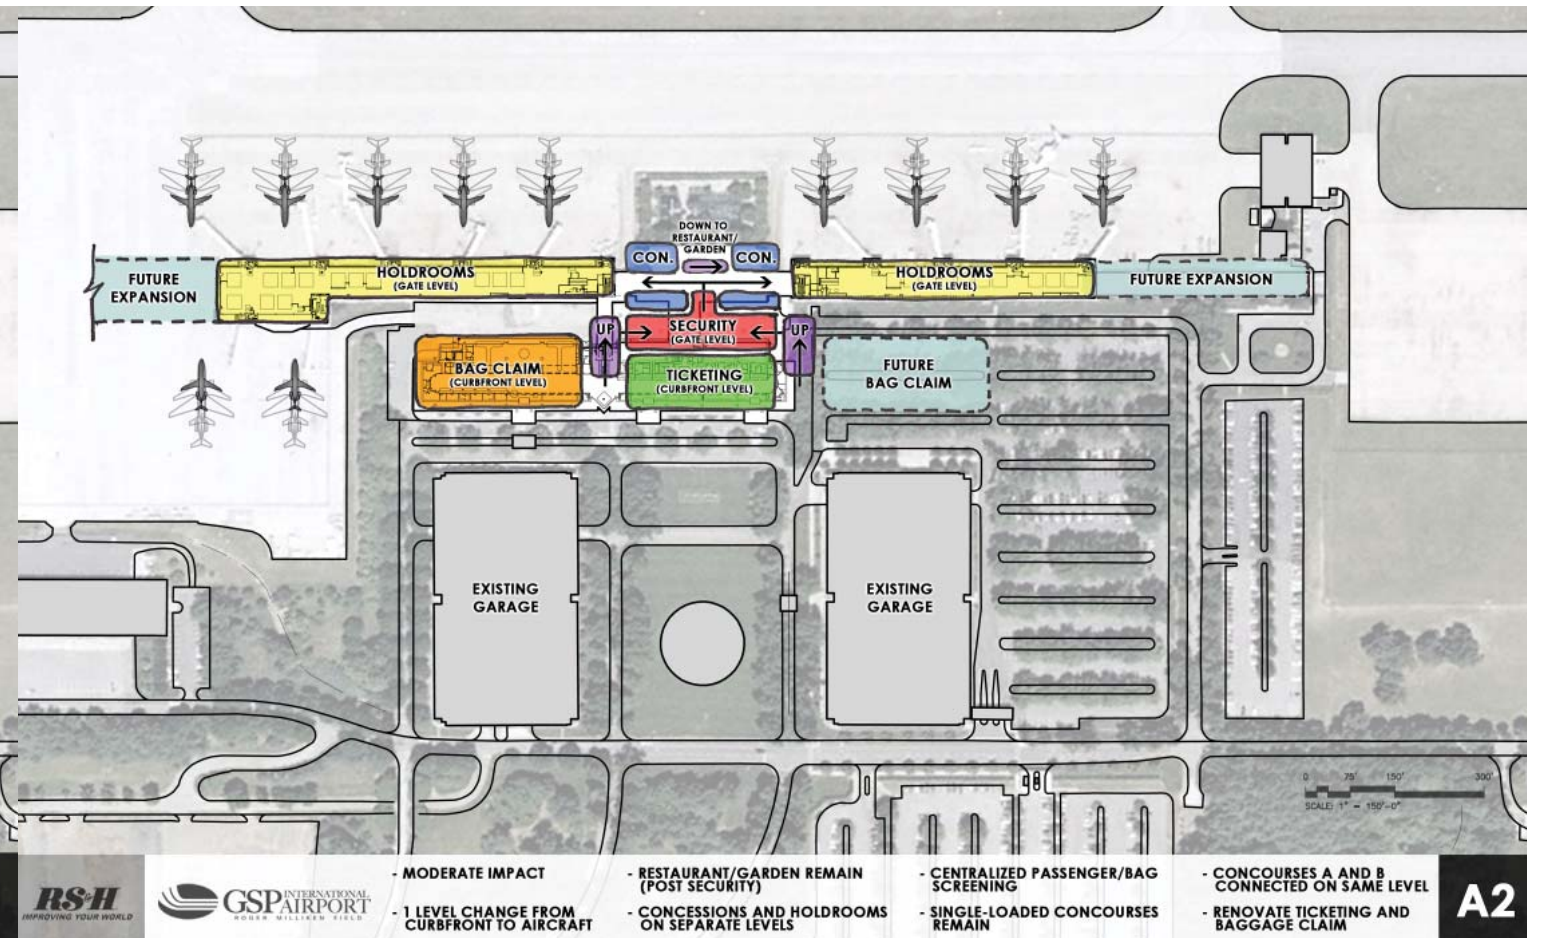 DOWN TO
RESTAURANT/
GARDEN
CON.
CON.
FUTURE
EXPANSION
HOLDROOMS
(GATE LEVEL)
HOLDROOMS
(GATE LEVEL)
FUTURE EXPANSION
UP
SECURITY
(GATE LEVEL)
UP
BAG CLAIM
(CURBFRONT LEVEL)
TICKETING
(CURBFRONT LEVEL)
FUTURE
BAG CLAIM
EXISTING
GARAGE
EXISTING
GARAGE
0 75' 150' 300'
SCALE: 1" = 150'-0"
RS&H
IMPROVING YOUR WORLD
GSP INTERNATIONAL
AIRPORT
ROGER MILLIKEN FIELD
- MODERATE IMPACT
- 1 LEVEL CHANGE FROM
CURBFRONT TO AIRCRAFT
- RESTAURANT/GARDEN REMAIN
(POST SECURITY)
- CONCESSIONS AND HOLDROOMS
ON SEPARATE LEVELS
- CENTRALIZED PASSENGER/BAG
SCREENING
- SINGLE-LOADED CONCOURSES
REMAIN
- CONCOURSES A AND B
CONNECTED ON SAME LEVEL
- RENOVATE TICKETING AND
BAGGAGE CLAIM
A2